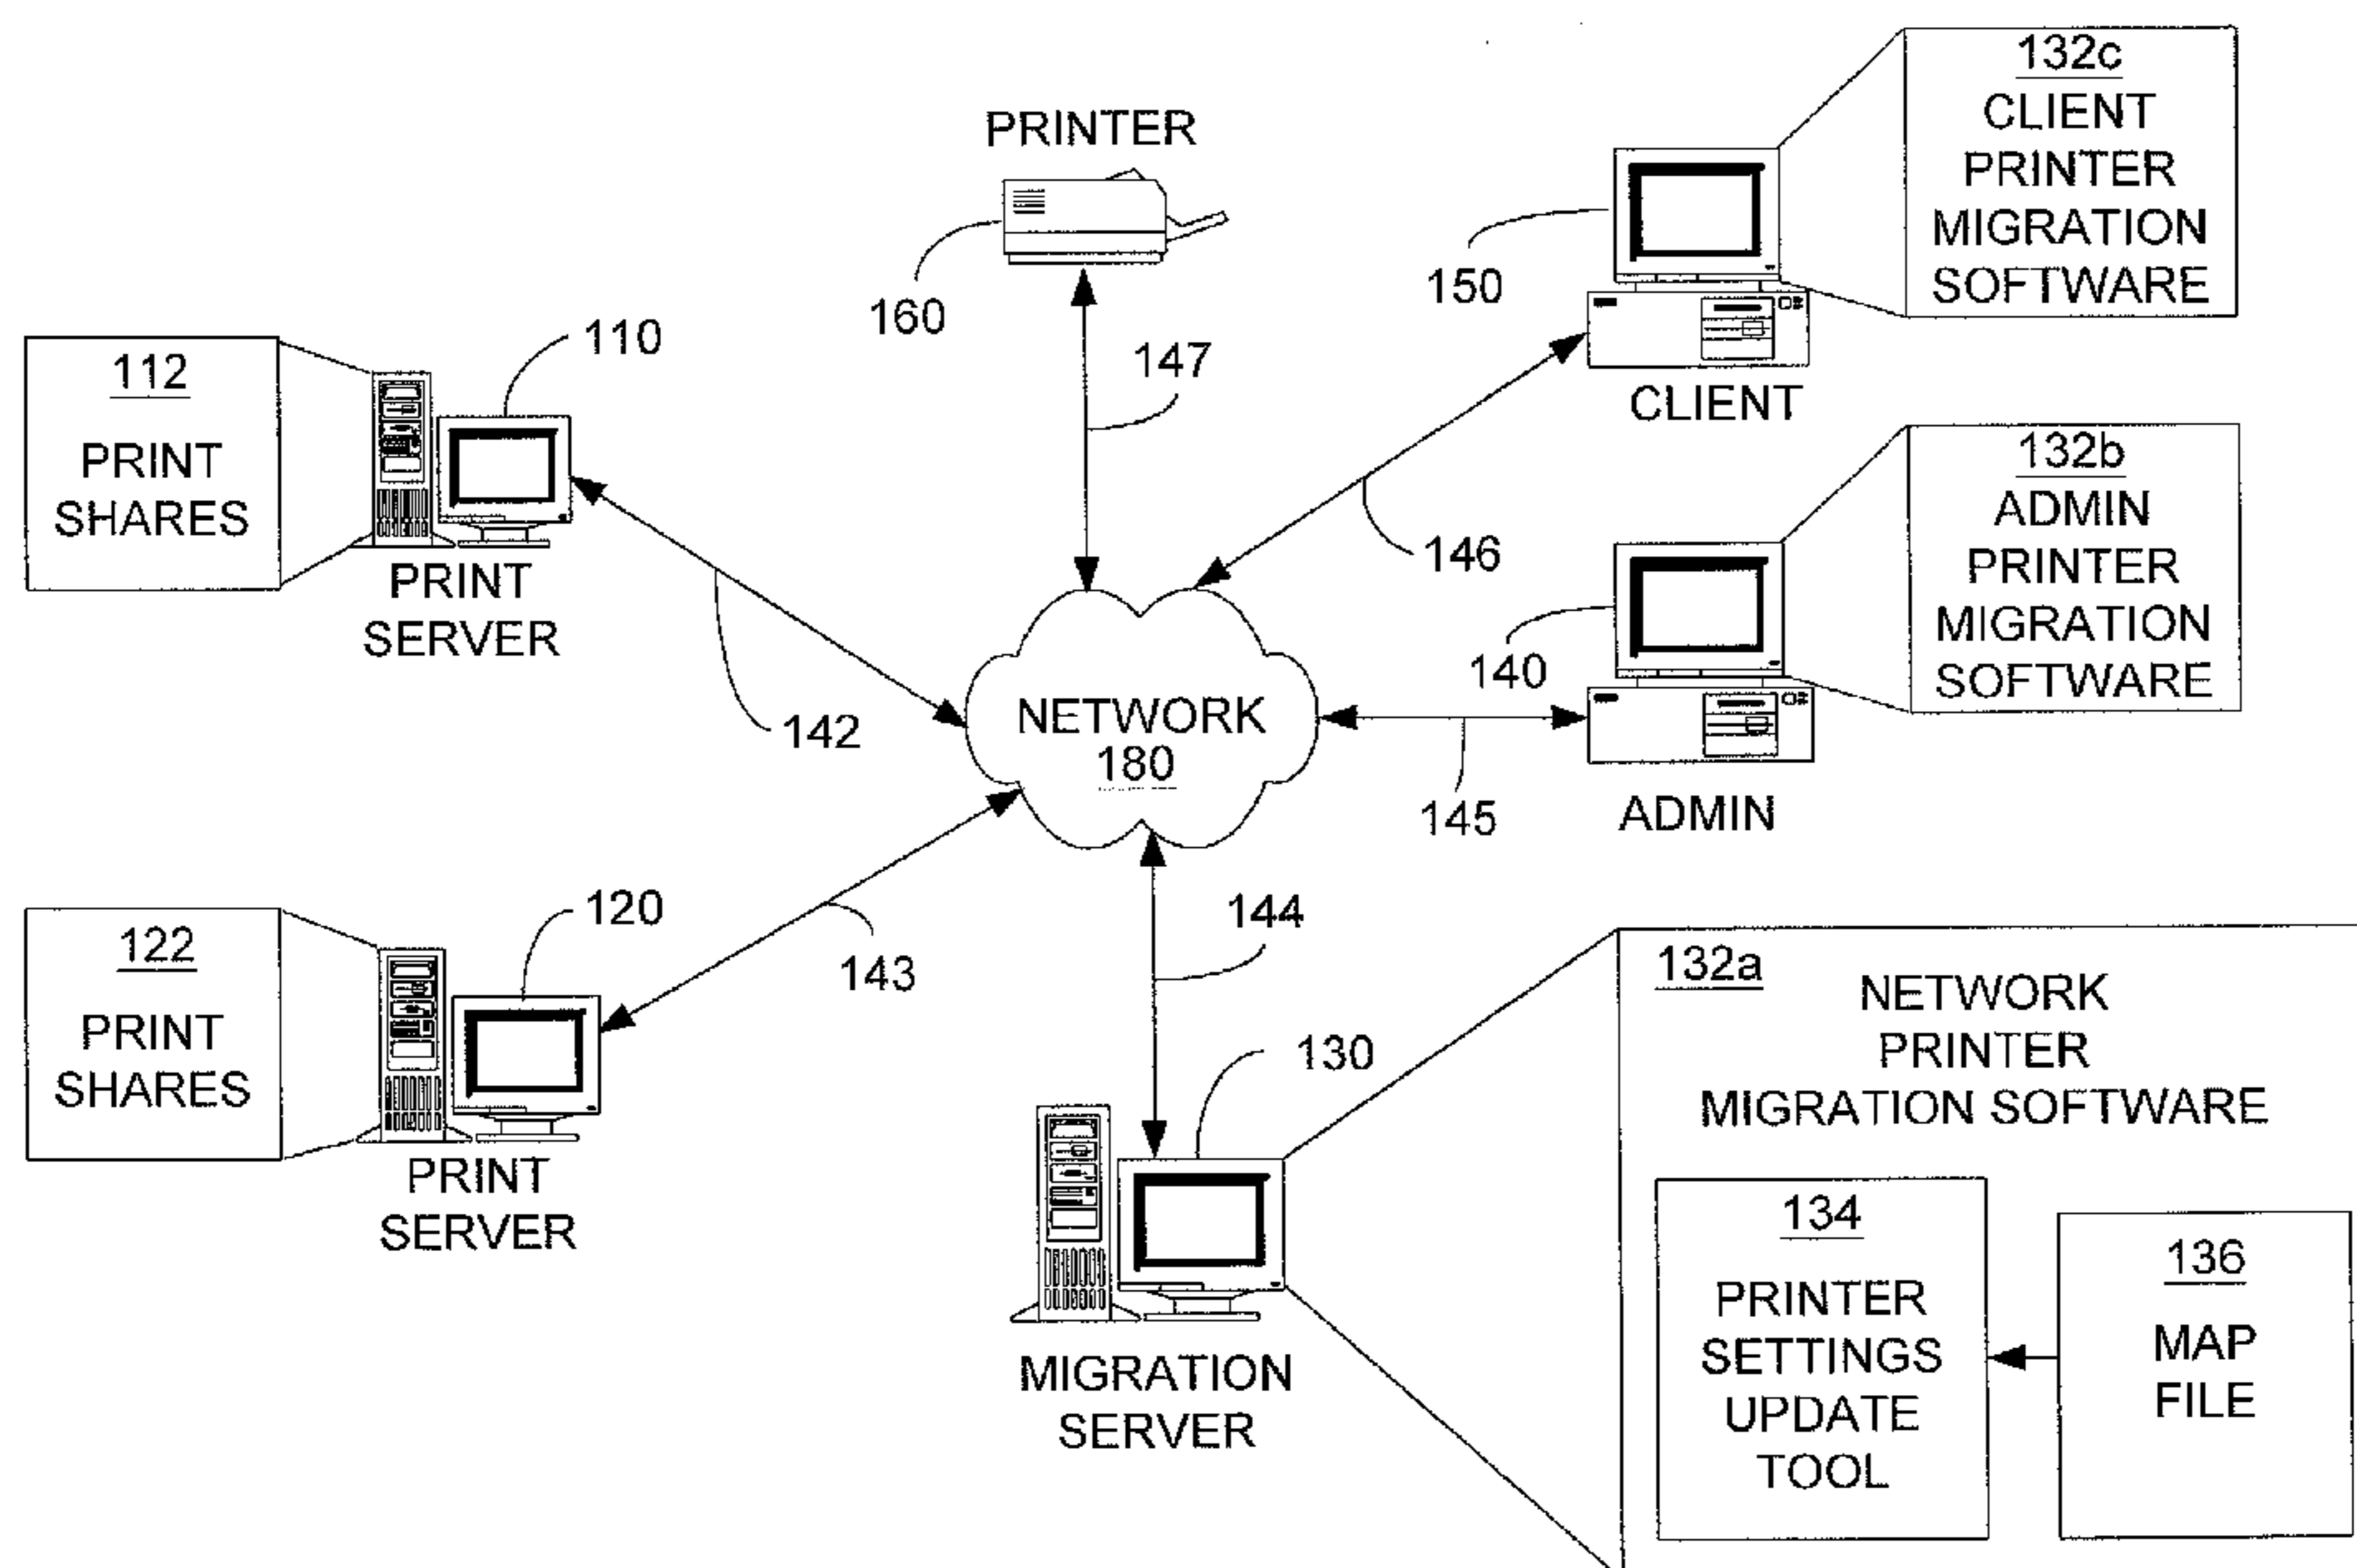 132c
CLIENT
PRINTER
MIGRATION
SOFTWARE
PRINTER
160
150
147
CLIENT
110
112
PRINT
SHARES
PRINT
SERVER
142
146
132b
ADMIN
PRINTER
MIGRATION
SOFTWARE
140
NETWORK
180
145
ADMIN
120
122
PRINT
SHARES
PRINT
SERVER
143
144
130
MIGRATION
SERVER
132a
NETWORK
PRINTER
MIGRATION SOFTWARE
134
PRINTER
SETTINGS
UPDATE
TOOL
136
MAP
FILE